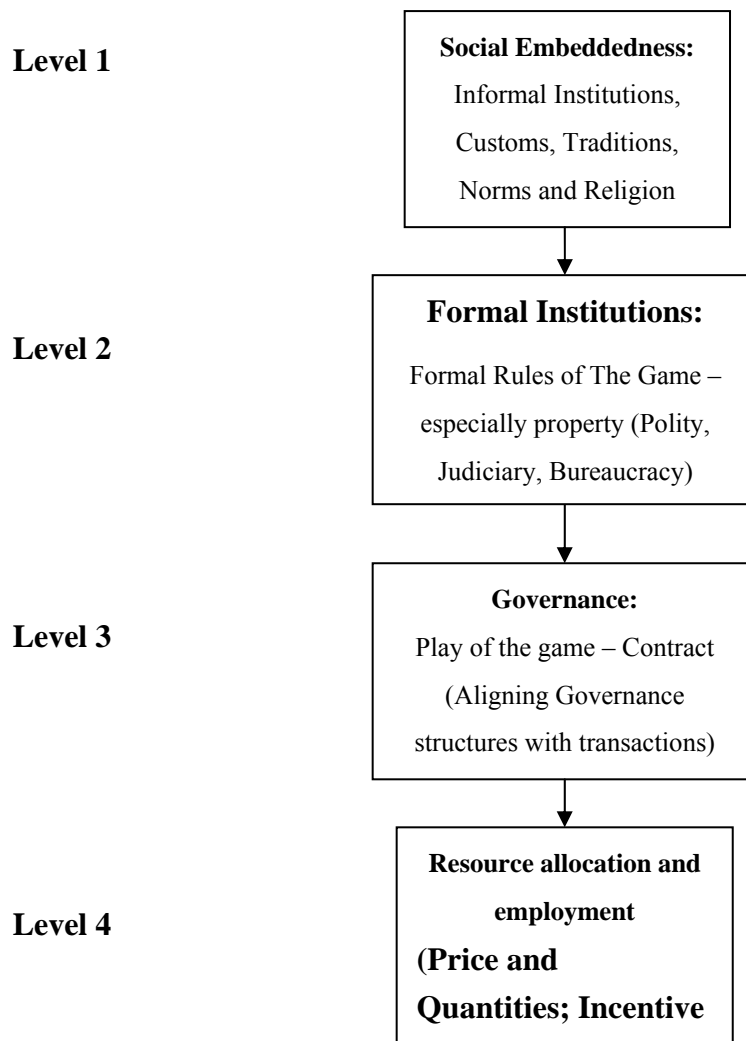 Level 1
Social Embeddedness:
Informal Institutions,
Customs, Traditions,
Norms and Religion
Level 2
Formal Institutions:
Formal Rules of The Game –
especially property (Polity,
Judiciary, Bureaucracy)
Level 3
Governance:
Play of the game – Contract
(Aligning Governance
structures with transactions)
Level 4
Resource allocation and
employment
(Price and
Quantities; Incentive